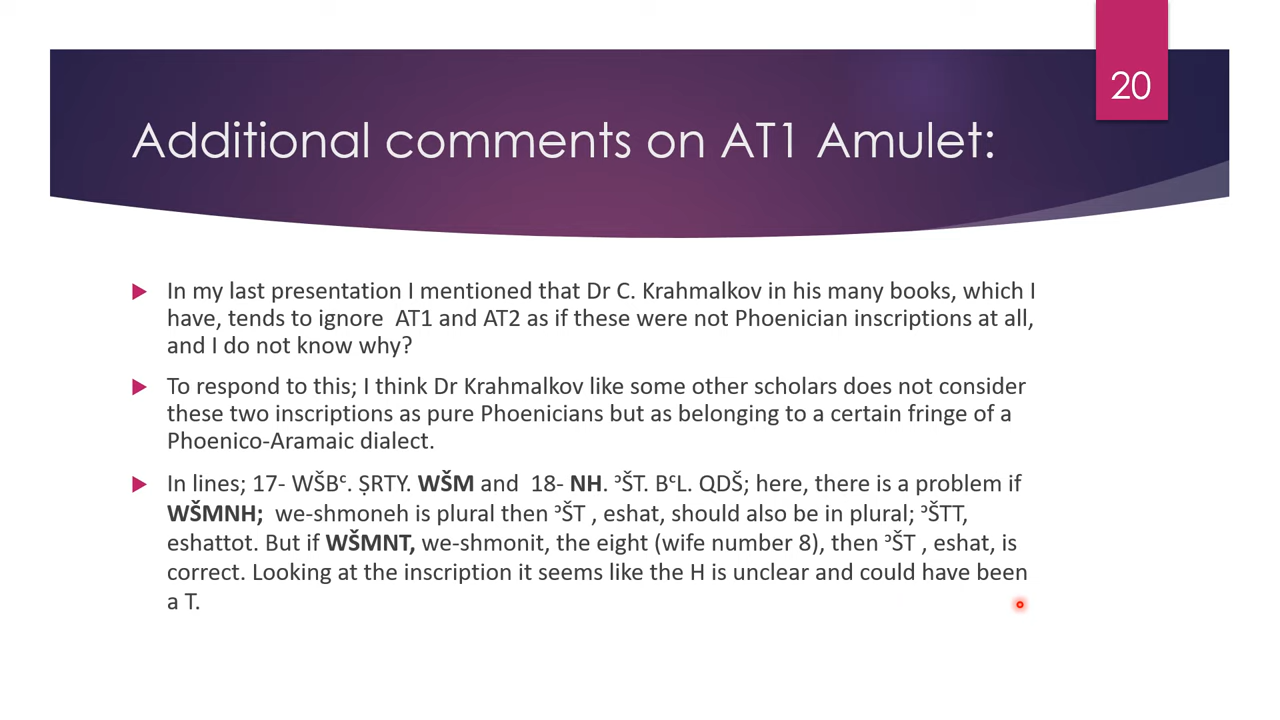 20
Additional comments on AT1 Amulet:
In my last presentation I mentioned that Dr C. Krahmalkov in his many books, which I
have, tends to ignore AT1 and AT2 as if these were not Phoenician inscriptions at all,
and I do not know why?
To respond to this; I think Dr Krahmalkov like some other scholars does not consider
these two inscriptions as pure Phoenicians but as belonging to a certain fringe of a
Phoenico-Aramaic dialect.
In lines; 17- WŠBᶜ. ṢRTY. WŠM and 18- NH. ᵓŠT. BᶜL. QDŠ; here, there is a problem if
WŠMNH; we-shmoneh is plural then ᵓŠT , eshat, should also be in plural; ᵓŠTT,
eshattot. But if WŠMNT, we-shmonit, the eight (wife number 8), then ᵓŠT , eshat, is
correct. Looking at the inscription it seems like the H is unclear and could have been
a T.